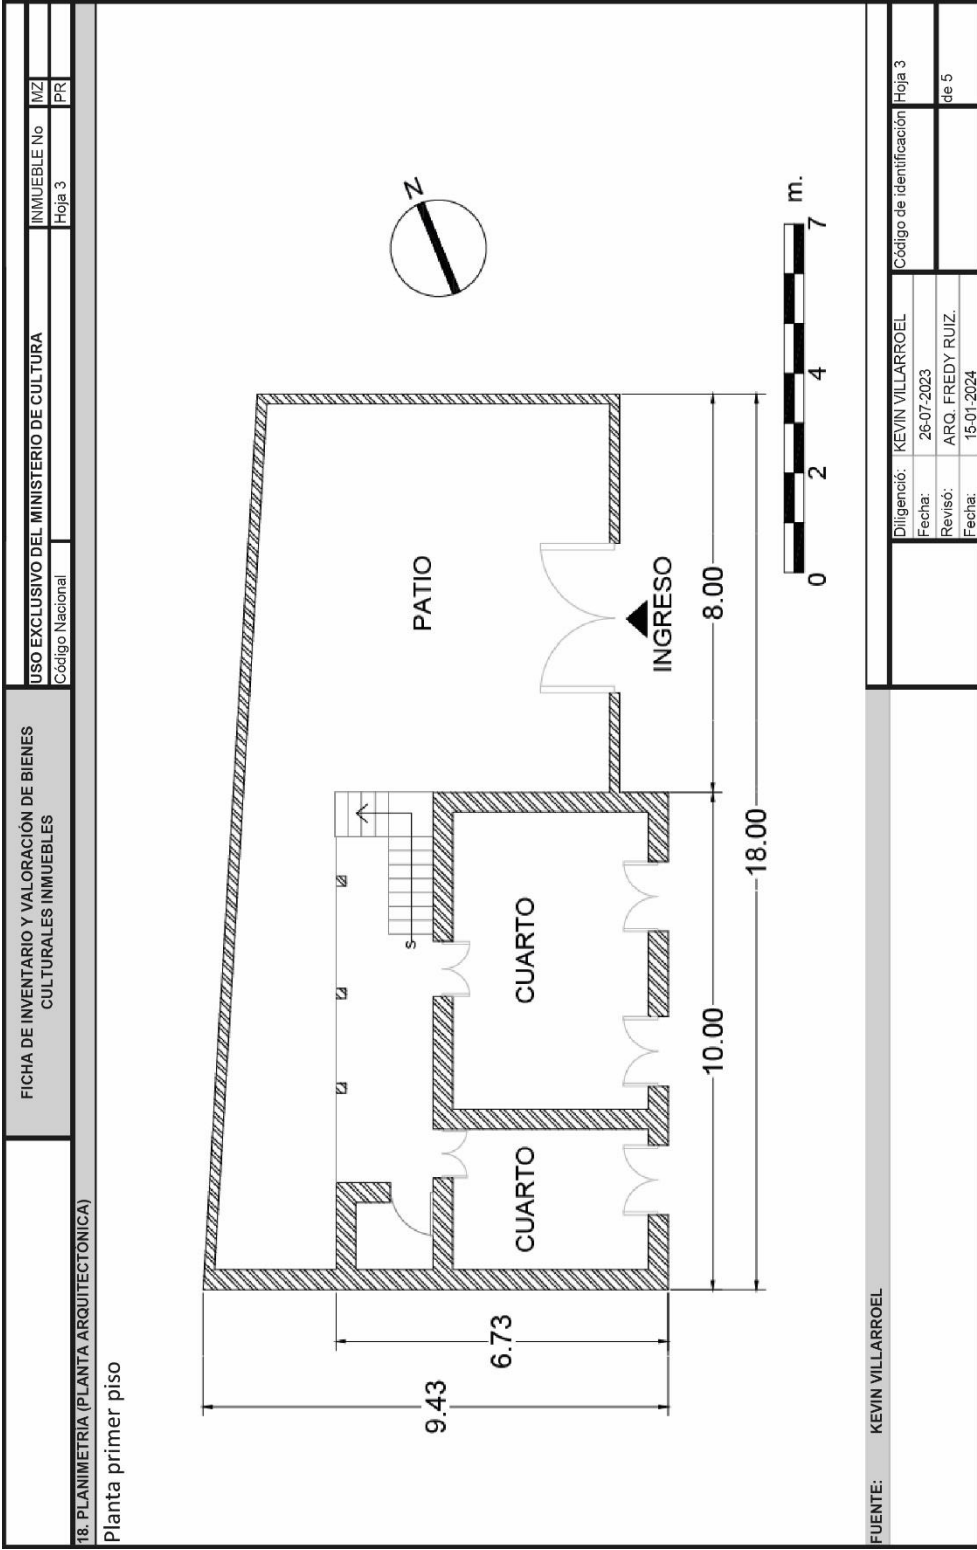 FICHA DE INVENTARIO Y VALORACIÓN DE BIENES
CULTURALES INMUEBLES
USO EXCLUSIVO DEL MINISTERIO DE CULTURA
INMUEBLE No
MZ
Código Nacional
Hoja 3
PR
18. PLANIMETRIA (PLANTA ARQUITECTONICA)
Planta primer piso
N
PATIO
S
CUARTO
CUARTO
INGRESO
9.43
6.73
10.00
8.00
18.00
0 2 4 7 m.
FUENTE: KEVIN VILLARROEL
Diligenció: KEVIN VILLARROEL
Fecha: 26-07-2023
Revisó: ARQ. FREDY RUIZ.
Fecha: 15-01-2024
Código de identificación
Hoja 3
de 5